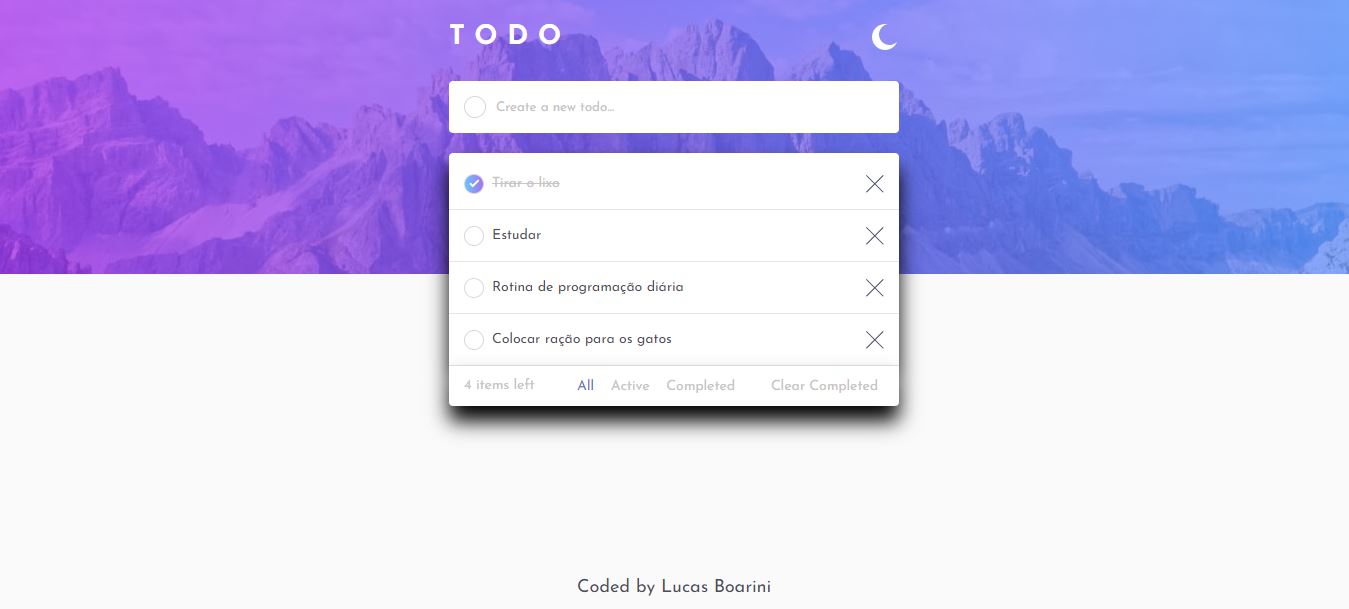 TODO
Create a new todo...
Tirar o lixo
Estudar
Rotina de programação diária
Colocar ração para os gatos
4 items left All Active Completed Clear Completed
Coded by Lucas Boarini